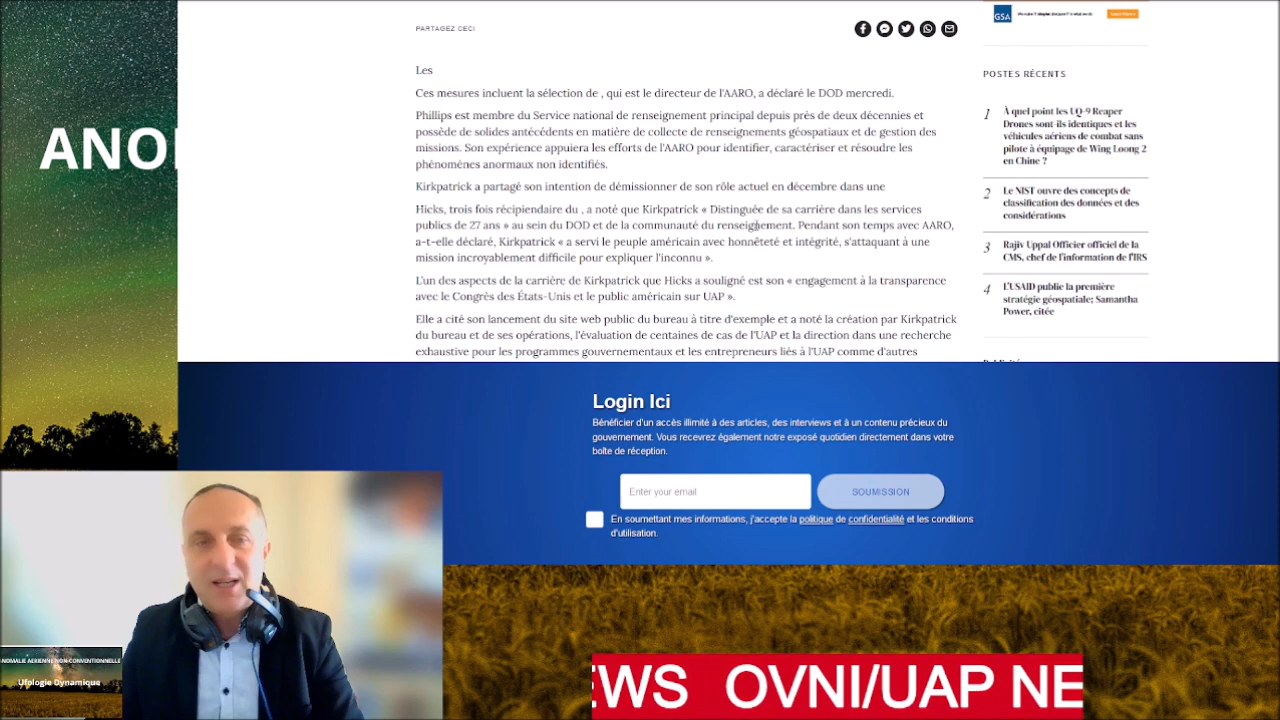 PARTAGEZ CECI
Les
Ces mesures incluent la sélection de , qui est le directeur de l'AARO, a déclaré le DOD mercredi.
Phillips est membre du Service national de renseignement principal depuis près de deux décennies et
possède de solides antécédents en matière de collecte de renseignements géospatiaux et de gestion des
missions. Son expérience appuiera les efforts de l'AARO pour identifier, caractériser et résoudre les
phénomènes anormaux non identifiés.
Kirkpatrick a partagé son intention de démissionner de son rôle actuel en décembre dans une
Hicks, trois fois récipiendaire du , a noté que Kirkpatrick « Distinguée de sa carrière dans les services
publics de 27 ans » au sein du DOD et de la communauté du renseignement. Pendant son temps avec AARO,
a-t-elle déclaré, Kirkpatrick « a servi le peuple américain avec honnêteté et intégrité, s'attaquant à une
mission incroyablement difficile pour expliquer l'inconnu ».
L'un des aspects de la carrière de Kirkpatrick que Hicks a souligné est son « engagement à la transparence
avec le Congrès des États-Unis et le public américain sur UAP ».
Elle a cité son lancement du site web public du bureau à titre d'exemple et a noté la création par Kirkpatrick
du bureau et de ses opérations, l'évaluation de centaines de cas de l'UAP et la direction dans une recherche
exhaustive pour les programmes gouvernementaux et les entrepreneurs liés à l'UAP comme d'autres
GSA
POSTES RÉCENTS
1
À quel point les UQ-9 Reaper
Drones sont-ils identiques et les
véhicules aériens de combat sans
pilote à équipage de Wing Loong 2
en Chine ?
2
Le NIST ouvre des concepts de
classification des données et des
considérations
3
Rajiv Uppal Officier officiel de la
CMS, chef de l'information de l'IRS
4
L'USAID publie la première
stratégie géospatiale; Samantha
Power, citée
ANO
Login Ici
Bénéficier d'un accès illimité à des articles, des interviews et à un contenu précieux du
gouvernement. Vous recevrez également notre exposé quotidien directement dans votre
boîte de réception.
Enter your email
SOUMISSION
En soumettant mes informations, j'accepte la politique de confidentialité et les conditions
d'utilisation.
ANOMALIE AERIENNE NON-CONVENTIONNELLE
Ufologie Dynamique
EWS OVNI/UAP NE